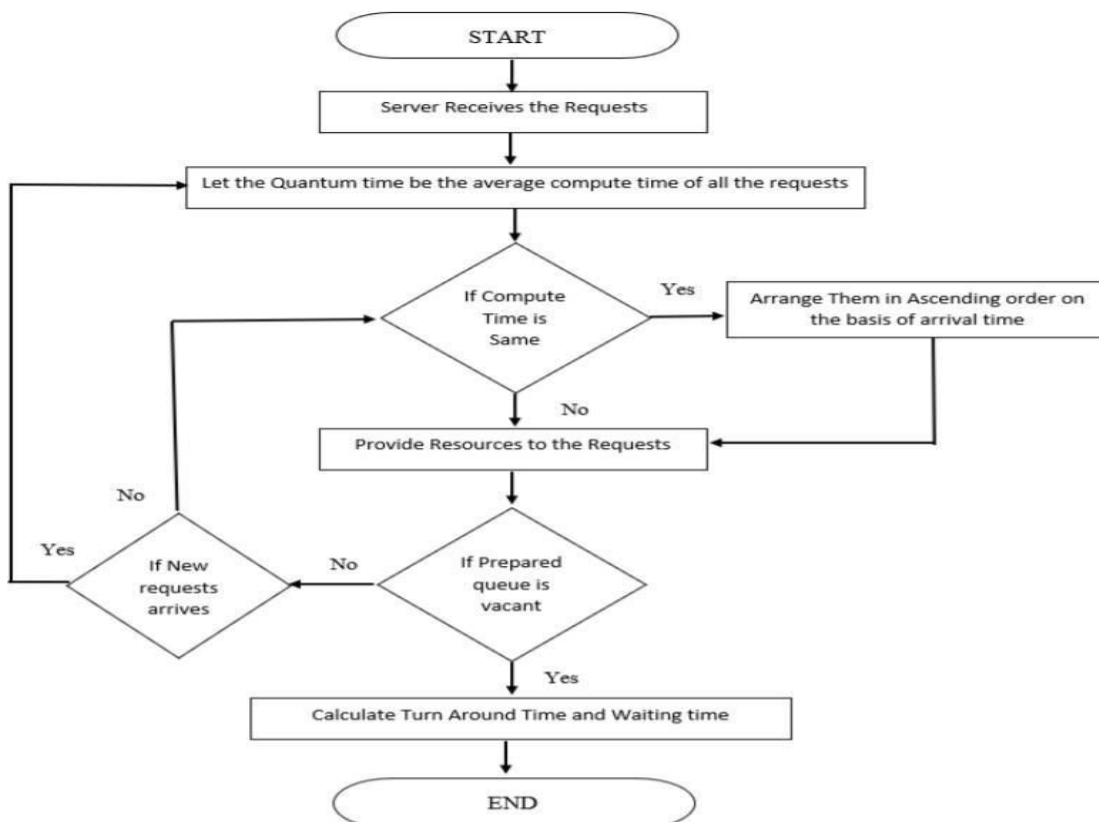 START
Server Receives the Requests
Let the Quantum time be the average compute time of all the requests
If Compute
Time is
Same
Yes
Arrange Them in Ascending order on
the basis of arrival time
No
Provide Resources to the Requests
No
Yes
If New
requests
arrives
No
If Prepared
queue is
vacant
Yes
Calculate Turn Around Time and Waiting time
END